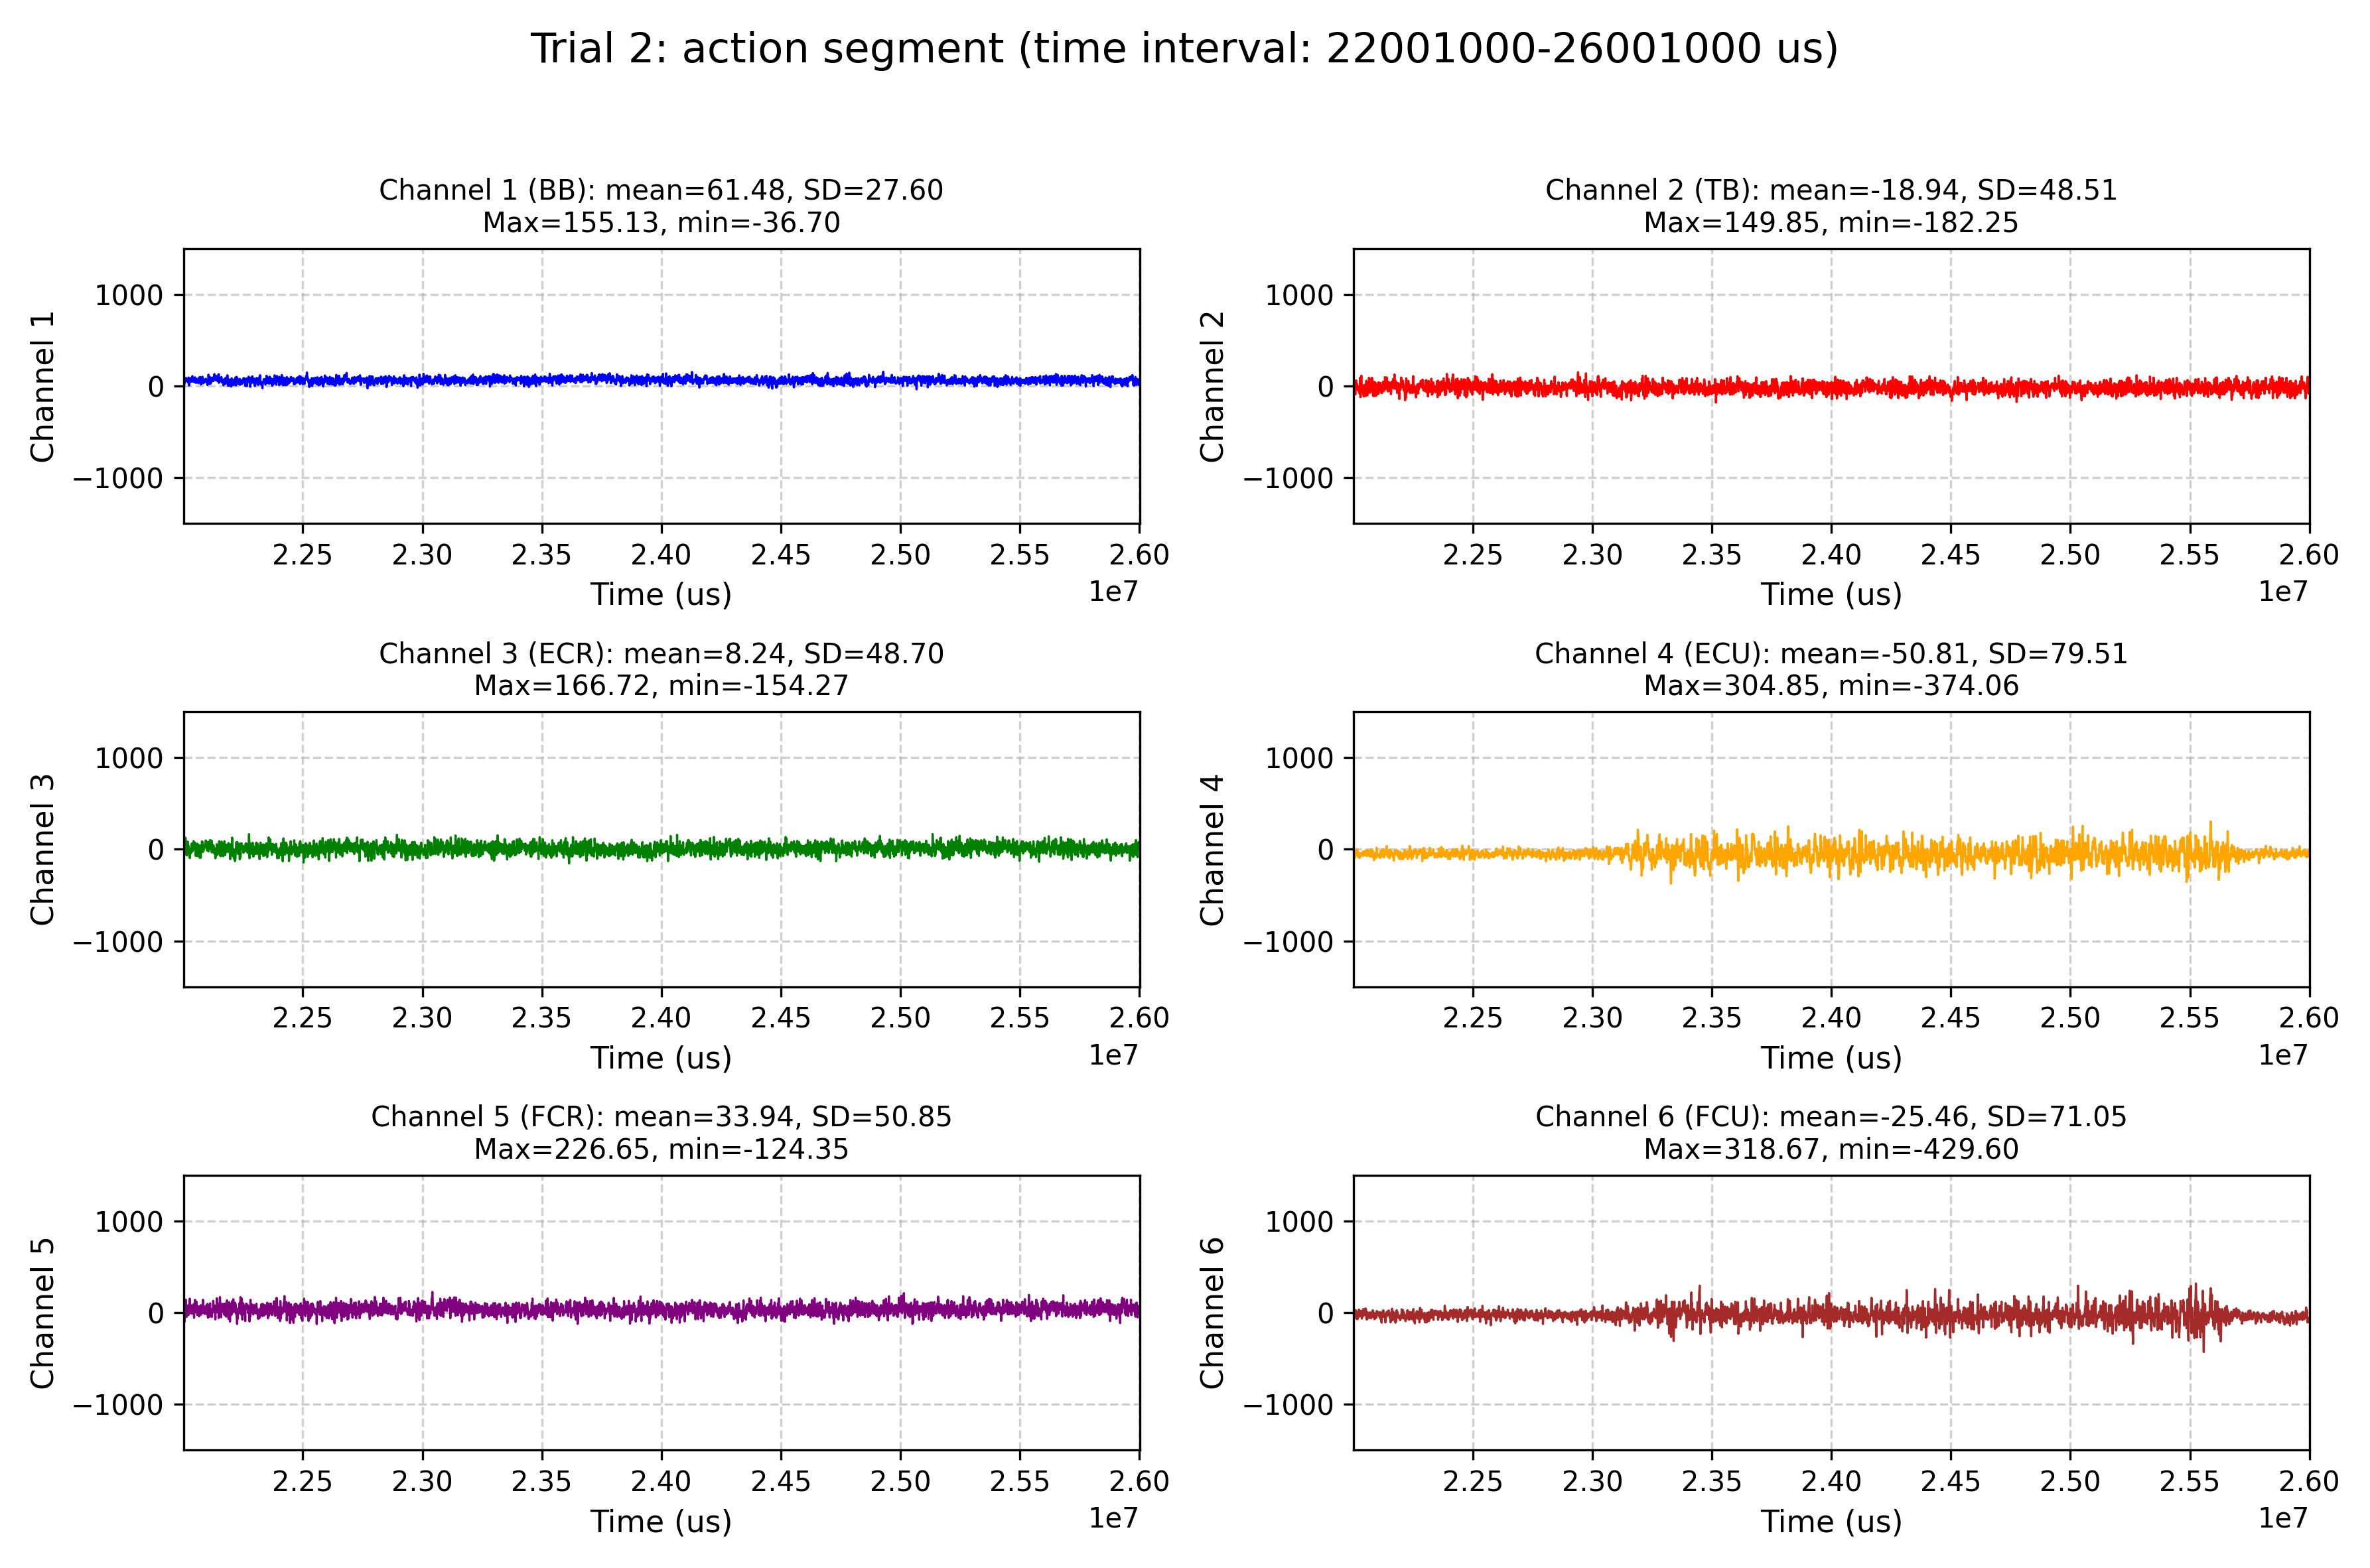 Trial 2: action segment (time interval: 22001000-26001000 us)
Channel 1 (BB): mean=61.48, SD=27.60
Max=155.13, min=-36.70
1000
0
−1000
Channel 1
2.25 2.30 2.35 2.40 2.45 2.50 2.55 2.60
1e7
Time (us)
Channel 2 (TB): mean=-18.94, SD=48.51
Max=149.85, min=-182.25
1000
0
−1000
Channel 2
2.25 2.30 2.35 2.40 2.45 2.50 2.55 2.60
1e7
Time (us)
Channel 3 (ECR): mean=8.24, SD=48.70
Max=166.72, min=-154.27
1000
0
−1000
Channel 3
2.25 2.30 2.35 2.40 2.45 2.50 2.55 2.60
1e7
Time (us)
Channel 4 (ECU): mean=-50.81, SD=79.51
Max=304.85, min=-374.06
1000
0
−1000
Channel 4
2.25 2.30 2.35 2.40 2.45 2.50 2.55 2.60
1e7
Time (us)
Channel 5 (FCR): mean=33.94, SD=50.85
Max=226.65, min=-124.35
1000
0
−1000
Channel 5
2.25 2.30 2.35 2.40 2.45 2.50 2.55 2.60
1e7
Time (us)
Channel 6 (FCU): mean=-25.46, SD=71.05
Max=318.67, min=-429.60
1000
0
−1000
Channel 6
2.25 2.30 2.35 2.40 2.45 2.50 2.55 2.60
1e7
Time (us)